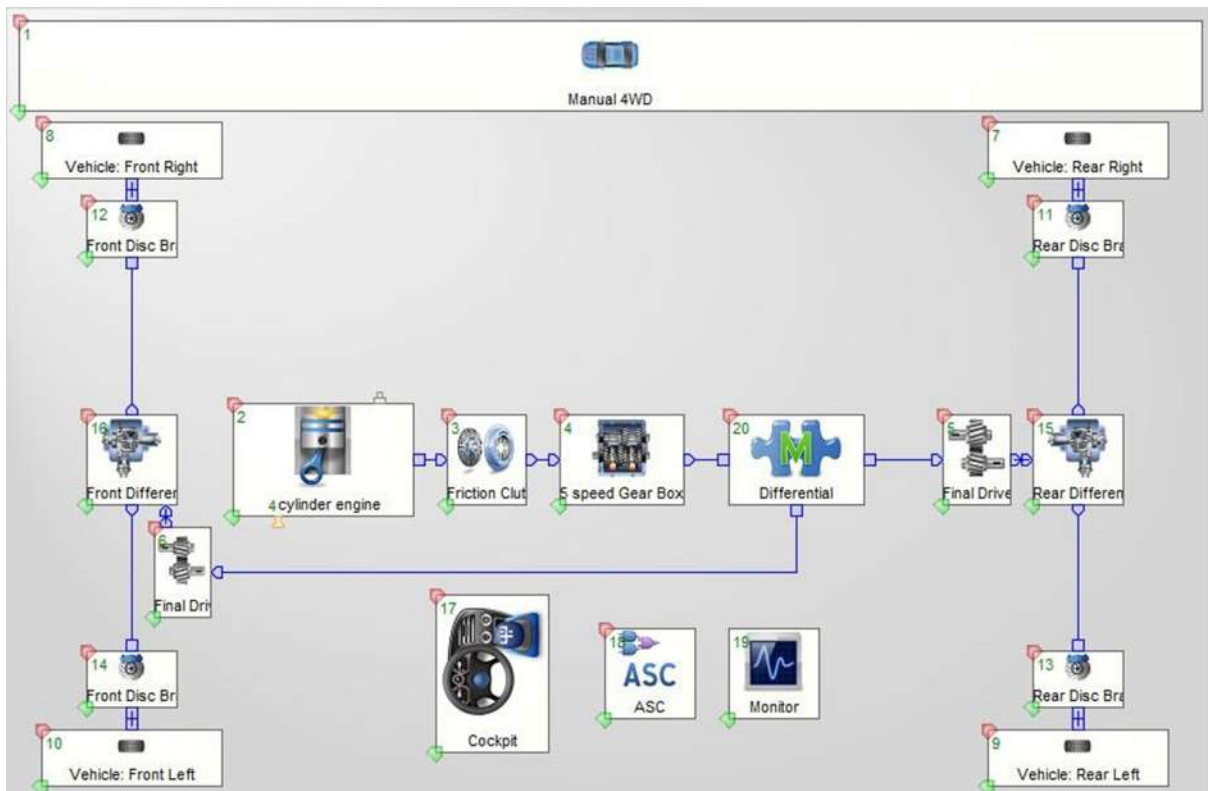 1
Manual 4WD
8
Vehicle: Front Right
7
Vehicle: Rear Right
12
Front Disc Br
11
Rear Disc Bra
16
Front Differen
2
4 cylinder engine
3
Friction Clut
4
5 speed Gear Box
20
M
Differential
5
Final Drive
15
Rear Differen
6
Final Driv
17
Cockpit
18
ASC
ASC
19
Monitor
14
Front Disc Br
13
Rear Disc Bra
10
Vehicle: Front Left
9
Vehicle: Rear Left